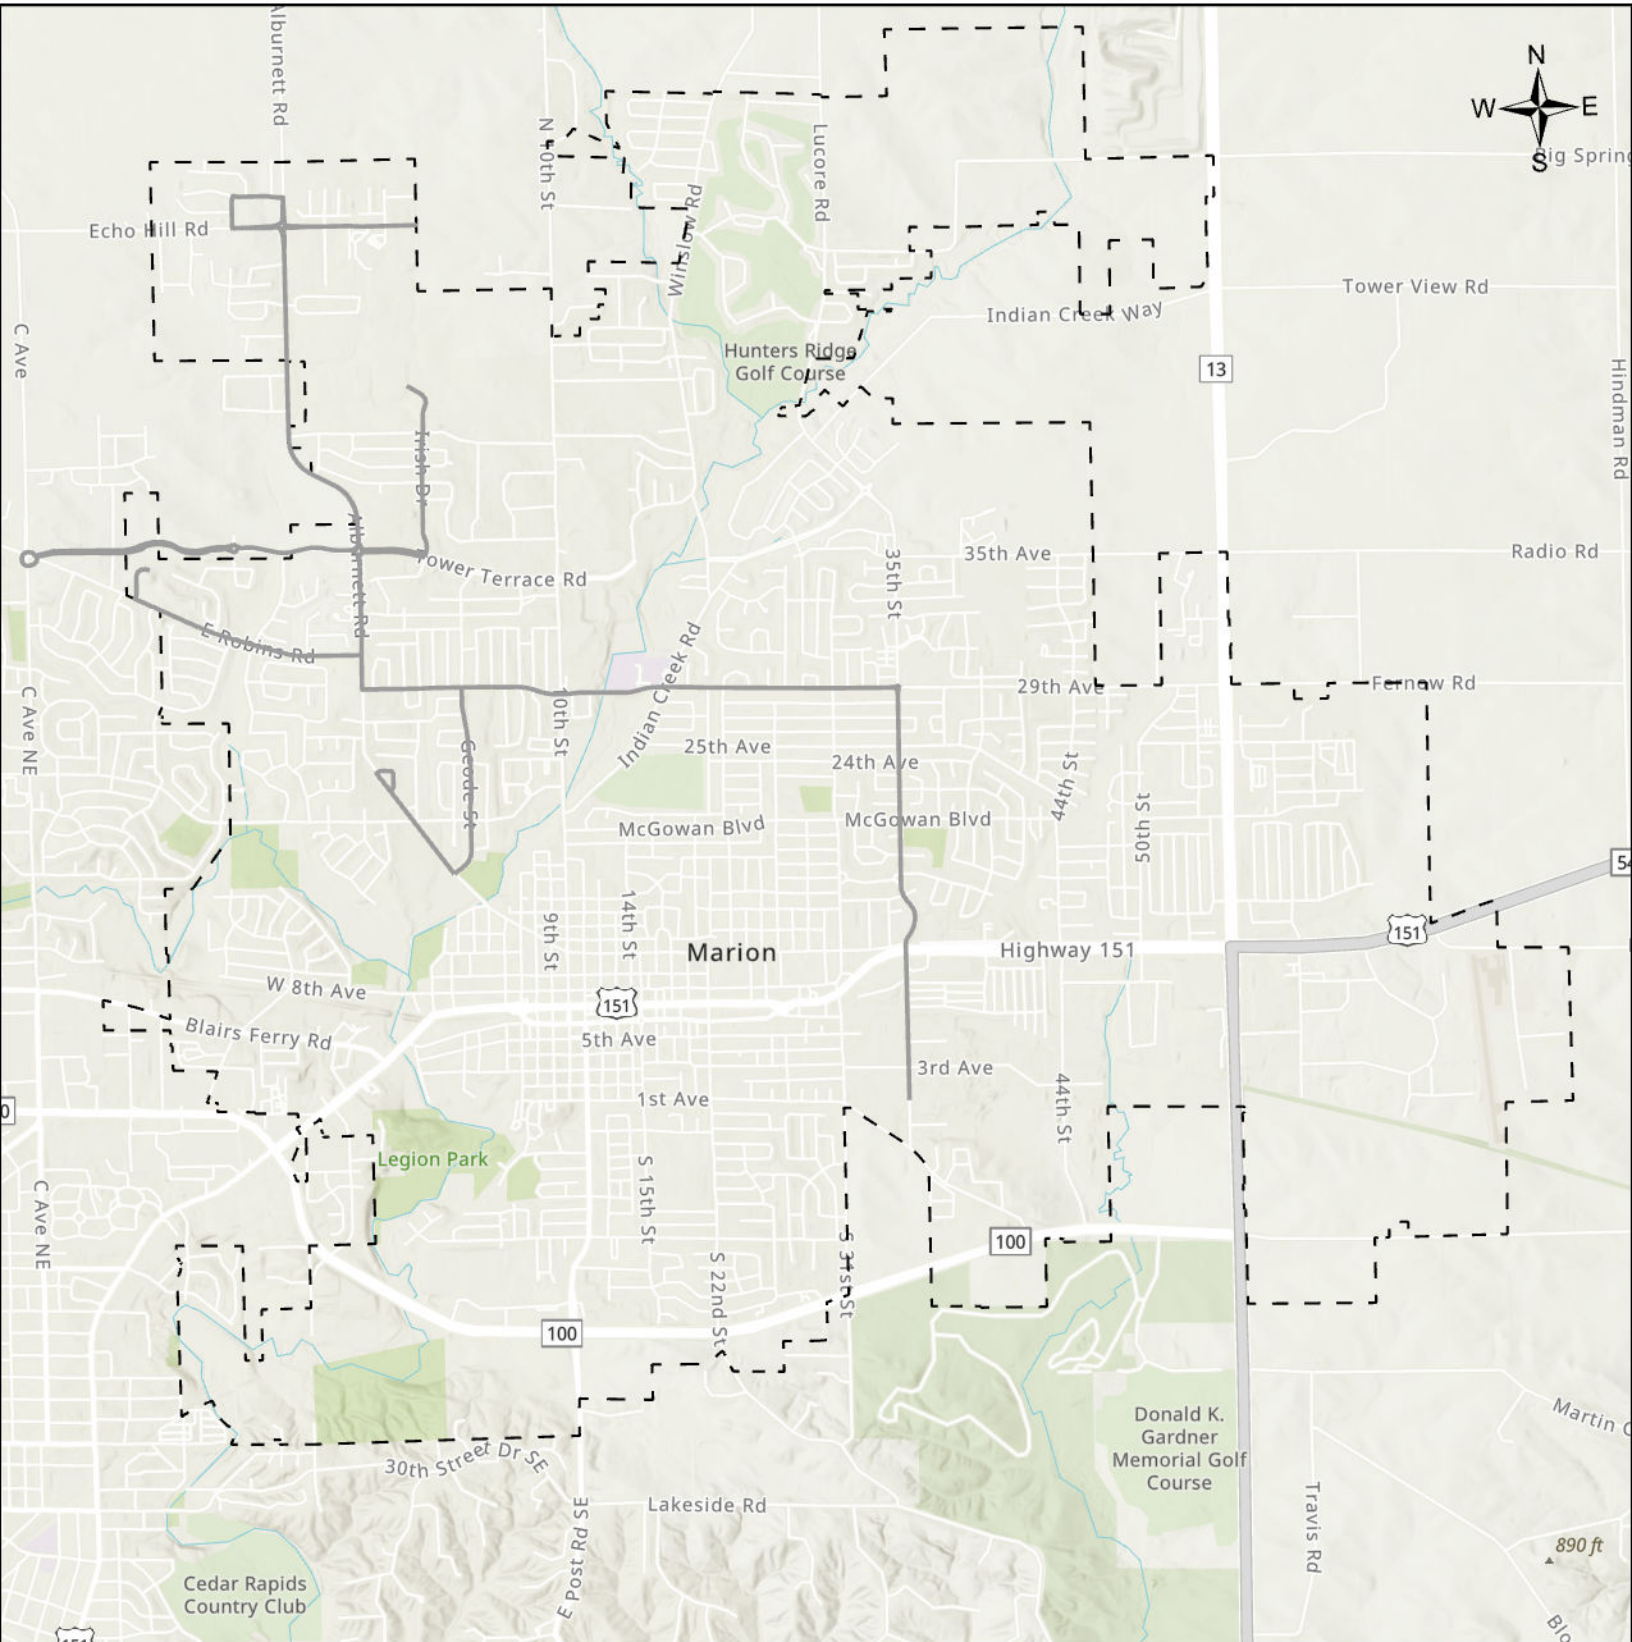 Alburnett Rd
N
W
E
S
N 10th St
Lucore Rd
Big Spring
Echo Hill Rd
Winslow Rd
Tower View Rd
Indian Creek Way
C Ave
Hunters Ridge
Golf Course
13
Hindman Rd
Irish Dr
Alburnett Rd
35th Ave
Radio Rd
Tower Terrace Rd
35th St
E Robins Rd
Indian Creek Rd
29th Ave
Fernow Rd
C Ave NE
10th St
25th Ave
24th Ave
Geode St
44th St
McGowan Blvd
McGowan Blvd
50th St
54
151
9th St
14th St
Marion
Highway 151
W 8th Ave
151
Blairs Ferry Rd
5th Ave
3rd Ave
1st Ave
0
44th St
Legion Park
S 15th St
C Ave NE
S 22nd St
S 31st St
100
100
Donald K.
Gardner
Memorial Golf
Course
Martin C
30th Street Dr SE
Lakeside Rd
E Post Rd SE
Travis Rd
890 ft
Cedar Rapids
Country Club
Blo
151